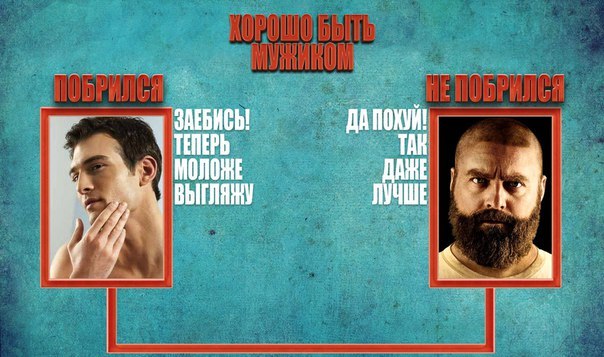 ХОРОШО БЫТЬ
МУЖИКОМ
ПОБРИЛСЯ
ЗАЕБИСЬ!
ТЕПЕРЬ
МОЛОЖЕ
ВЫГЛЯЖУ
НЕ ПОБРИЛСЯ
ДА ПОХУЙ!
ТАК
ДАЖЕ
ЛУЧШЕ